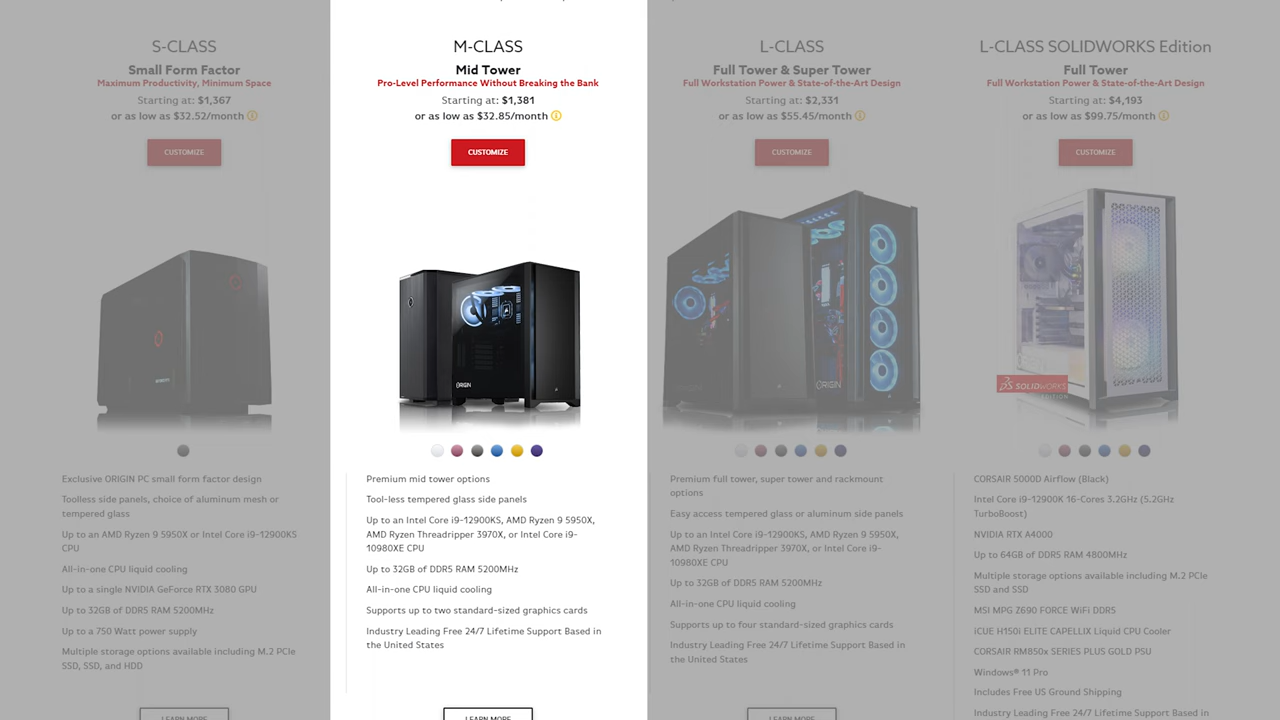 S-CLASS
Small Form Factor
Maximum Productivity, Minimum Space
Starting at: $1,367
or as low as $32.52/month
CUSTOMIZE
Exclusive ORIGIN PC small form factor design
Toolless side panels, choice of aluminum mesh or
tempered glass
Up to an AMD Ryzen 9 5950X or Intel Core i9-12900KS
CPU
All-in-one CPU liquid cooling
Up to a single NVIDIA GeForce RTX 3080 GPU
Up to 32GB of DDR5 RAM 5200MHz
Up to a 750 Watt power supply
Multiple storage options available including M.2 PCIe
SSD, SSD, and HDD
LEARN MORE
M-CLASS
Mid Tower
Pro-Level Performance Without Breaking the Bank
Starting at: $1,381
or as low as $32.85/month
CUSTOMIZE
ORIGIN
Premium mid tower options
Tool-less tempered glass side panels
Up to an Intel Core i9-12900KS, AMD Ryzen 9 5950X,
AMD Ryzen Threadripper 3970X, or Intel Core i9-
10980XE CPU
Up to 32GB of DDR5 RAM 5200MHz
All-in-one CPU liquid cooling
Supports up to two standard-sized graphics cards
Industry Leading Free 24/7 Lifetime Support Based in
the United States
LEARN MORE
L-CLASS
Full Tower & Super Tower
Full Workstation Power & State-of-the-Art Design
Starting at: $2,331
or as low as $55.45/month
CUSTOMIZE
ORIGIN
Premium full tower, super tower and rackmount
options
Easy access tempered glass or aluminum side panels
Up to an Intel Core i9-12900KS, AMD Ryzen 9 5950X,
AMD Ryzen Threadripper 3970X, or Intel Core i9-
10980XE CPU
Up to 32GB of DDR5 RAM 5200MHz
All-in-one CPU liquid cooling
Supports up to four standard-sized graphics cards
Industry Leading Free 24/7 Lifetime Support Based in
the United States
LEARN MORE
L-CLASS SOLIDWORKS Edition
Full Tower
Full Workstation Power & State-of-the-Art Design
Starting at: $4,193
or as low as $99.75/month
CUSTOMIZE
SOLIDWORKS
EDITION
CORSAIR 5000D Airflow (Black)
Intel Core i9-12900K 16-Cores 3.2GHz (5.2GHz
TurboBoost)
NVIDIA RTX A4000
Up to 64GB of DDR5 RAM 4800MHz
Multiple storage options available including M.2 PCIe
SSD and SSD
MSI MPG Z690 FORCE WiFi DDR5
iCUE H150i ELITE CAPELLIX Liquid CPU Cooler
CORSAIR RM850x SERIES PLUS GOLD PSU
Windows® 11 Pro
Includes Free US Ground Shipping
Industry Leading Free 24/7 Lifetime Support Based in